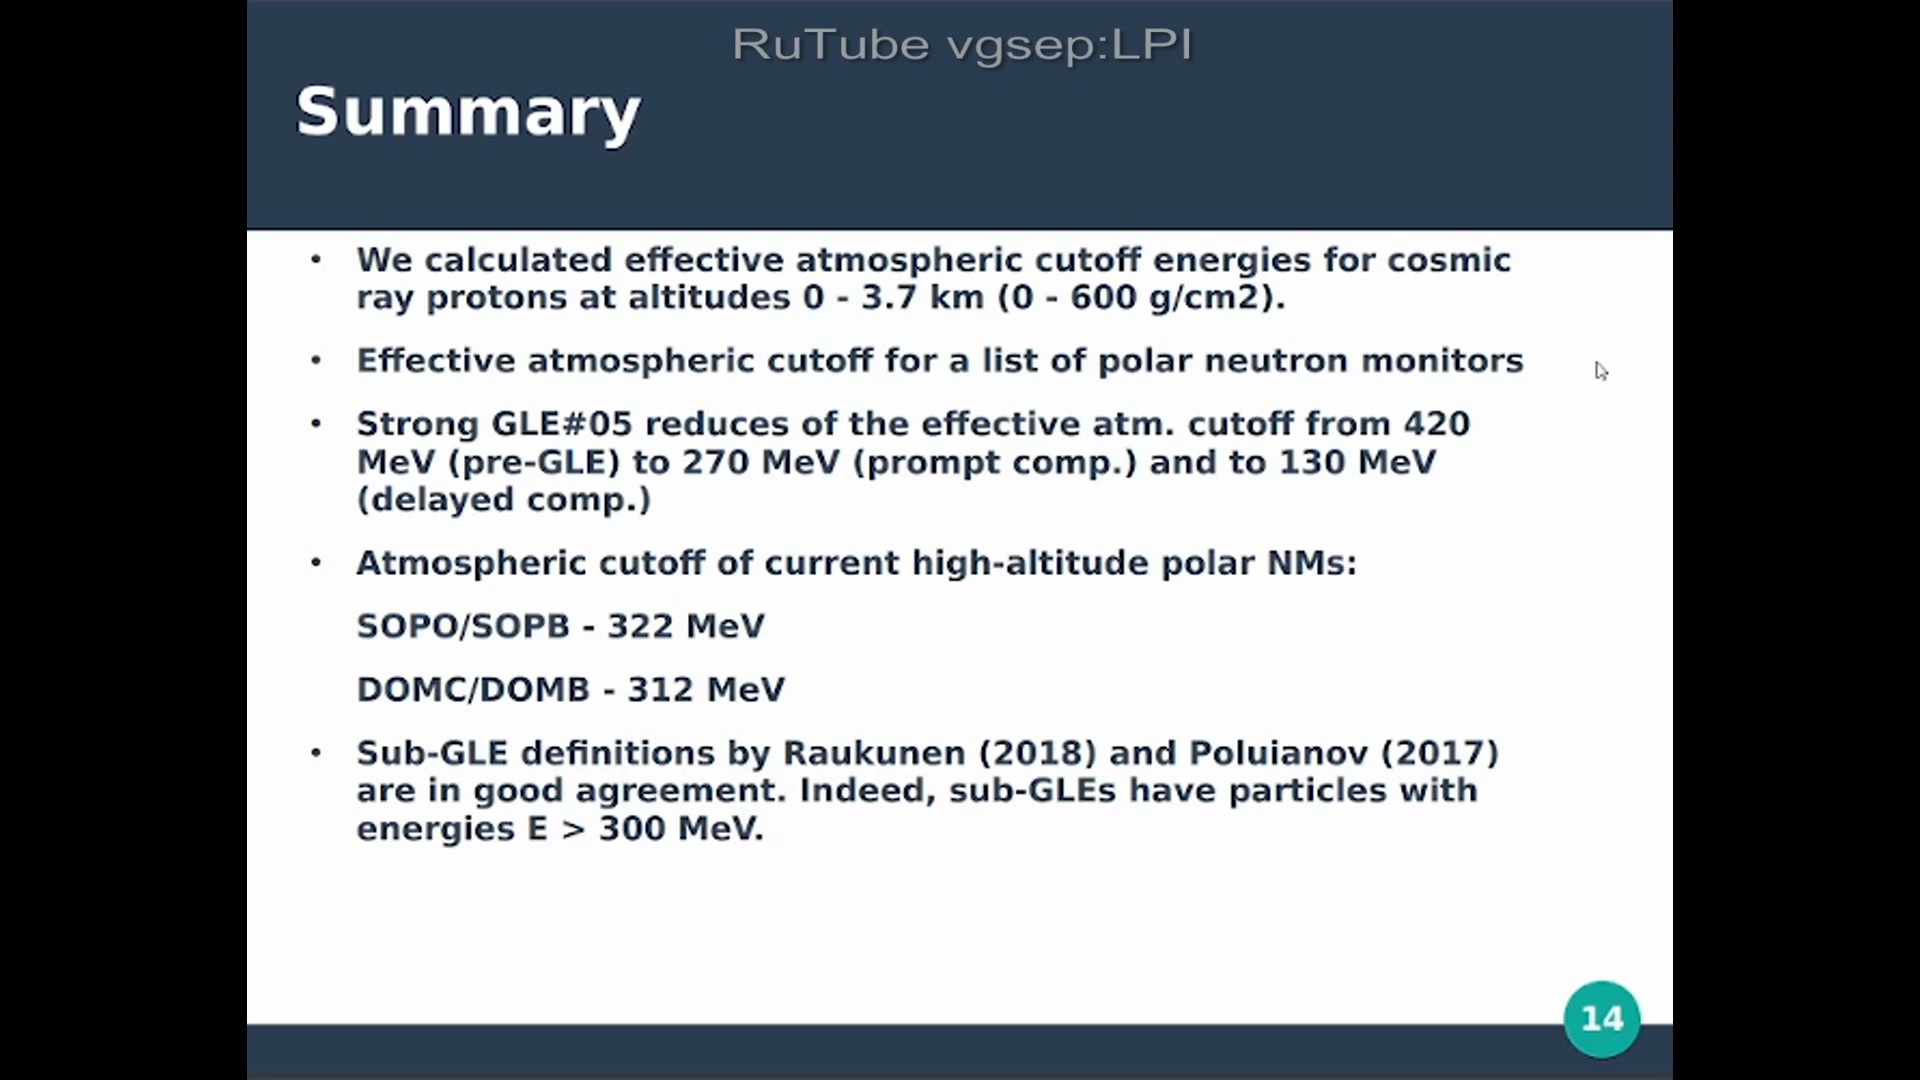 RuTube vgsep:LPI
Summary
• We calculated effective atmospheric cutoff energies for cosmic
ray protons at altitudes 0 - 3.7 km (0 - 600 g/cm2).
• Effective atmospheric cutoff for a list of polar neutron monitors
• Strong GLE#05 reduces of the effective atm. cutoff from 420
MeV (pre-GLE) to 270 MeV (prompt comp.) and to 130 MeV
(delayed comp.)
• Atmospheric cutoff of current high-altitude polar NMs:
SOPO/SOPB - 322 MeV
DOMC/DOMB - 312 MeV
• Sub-GLE definitions by Raukunen (2018) and Poluianov (2017)
are in good agreement. Indeed, sub-GLEs have particles with
energies E > 300 MeV.
14